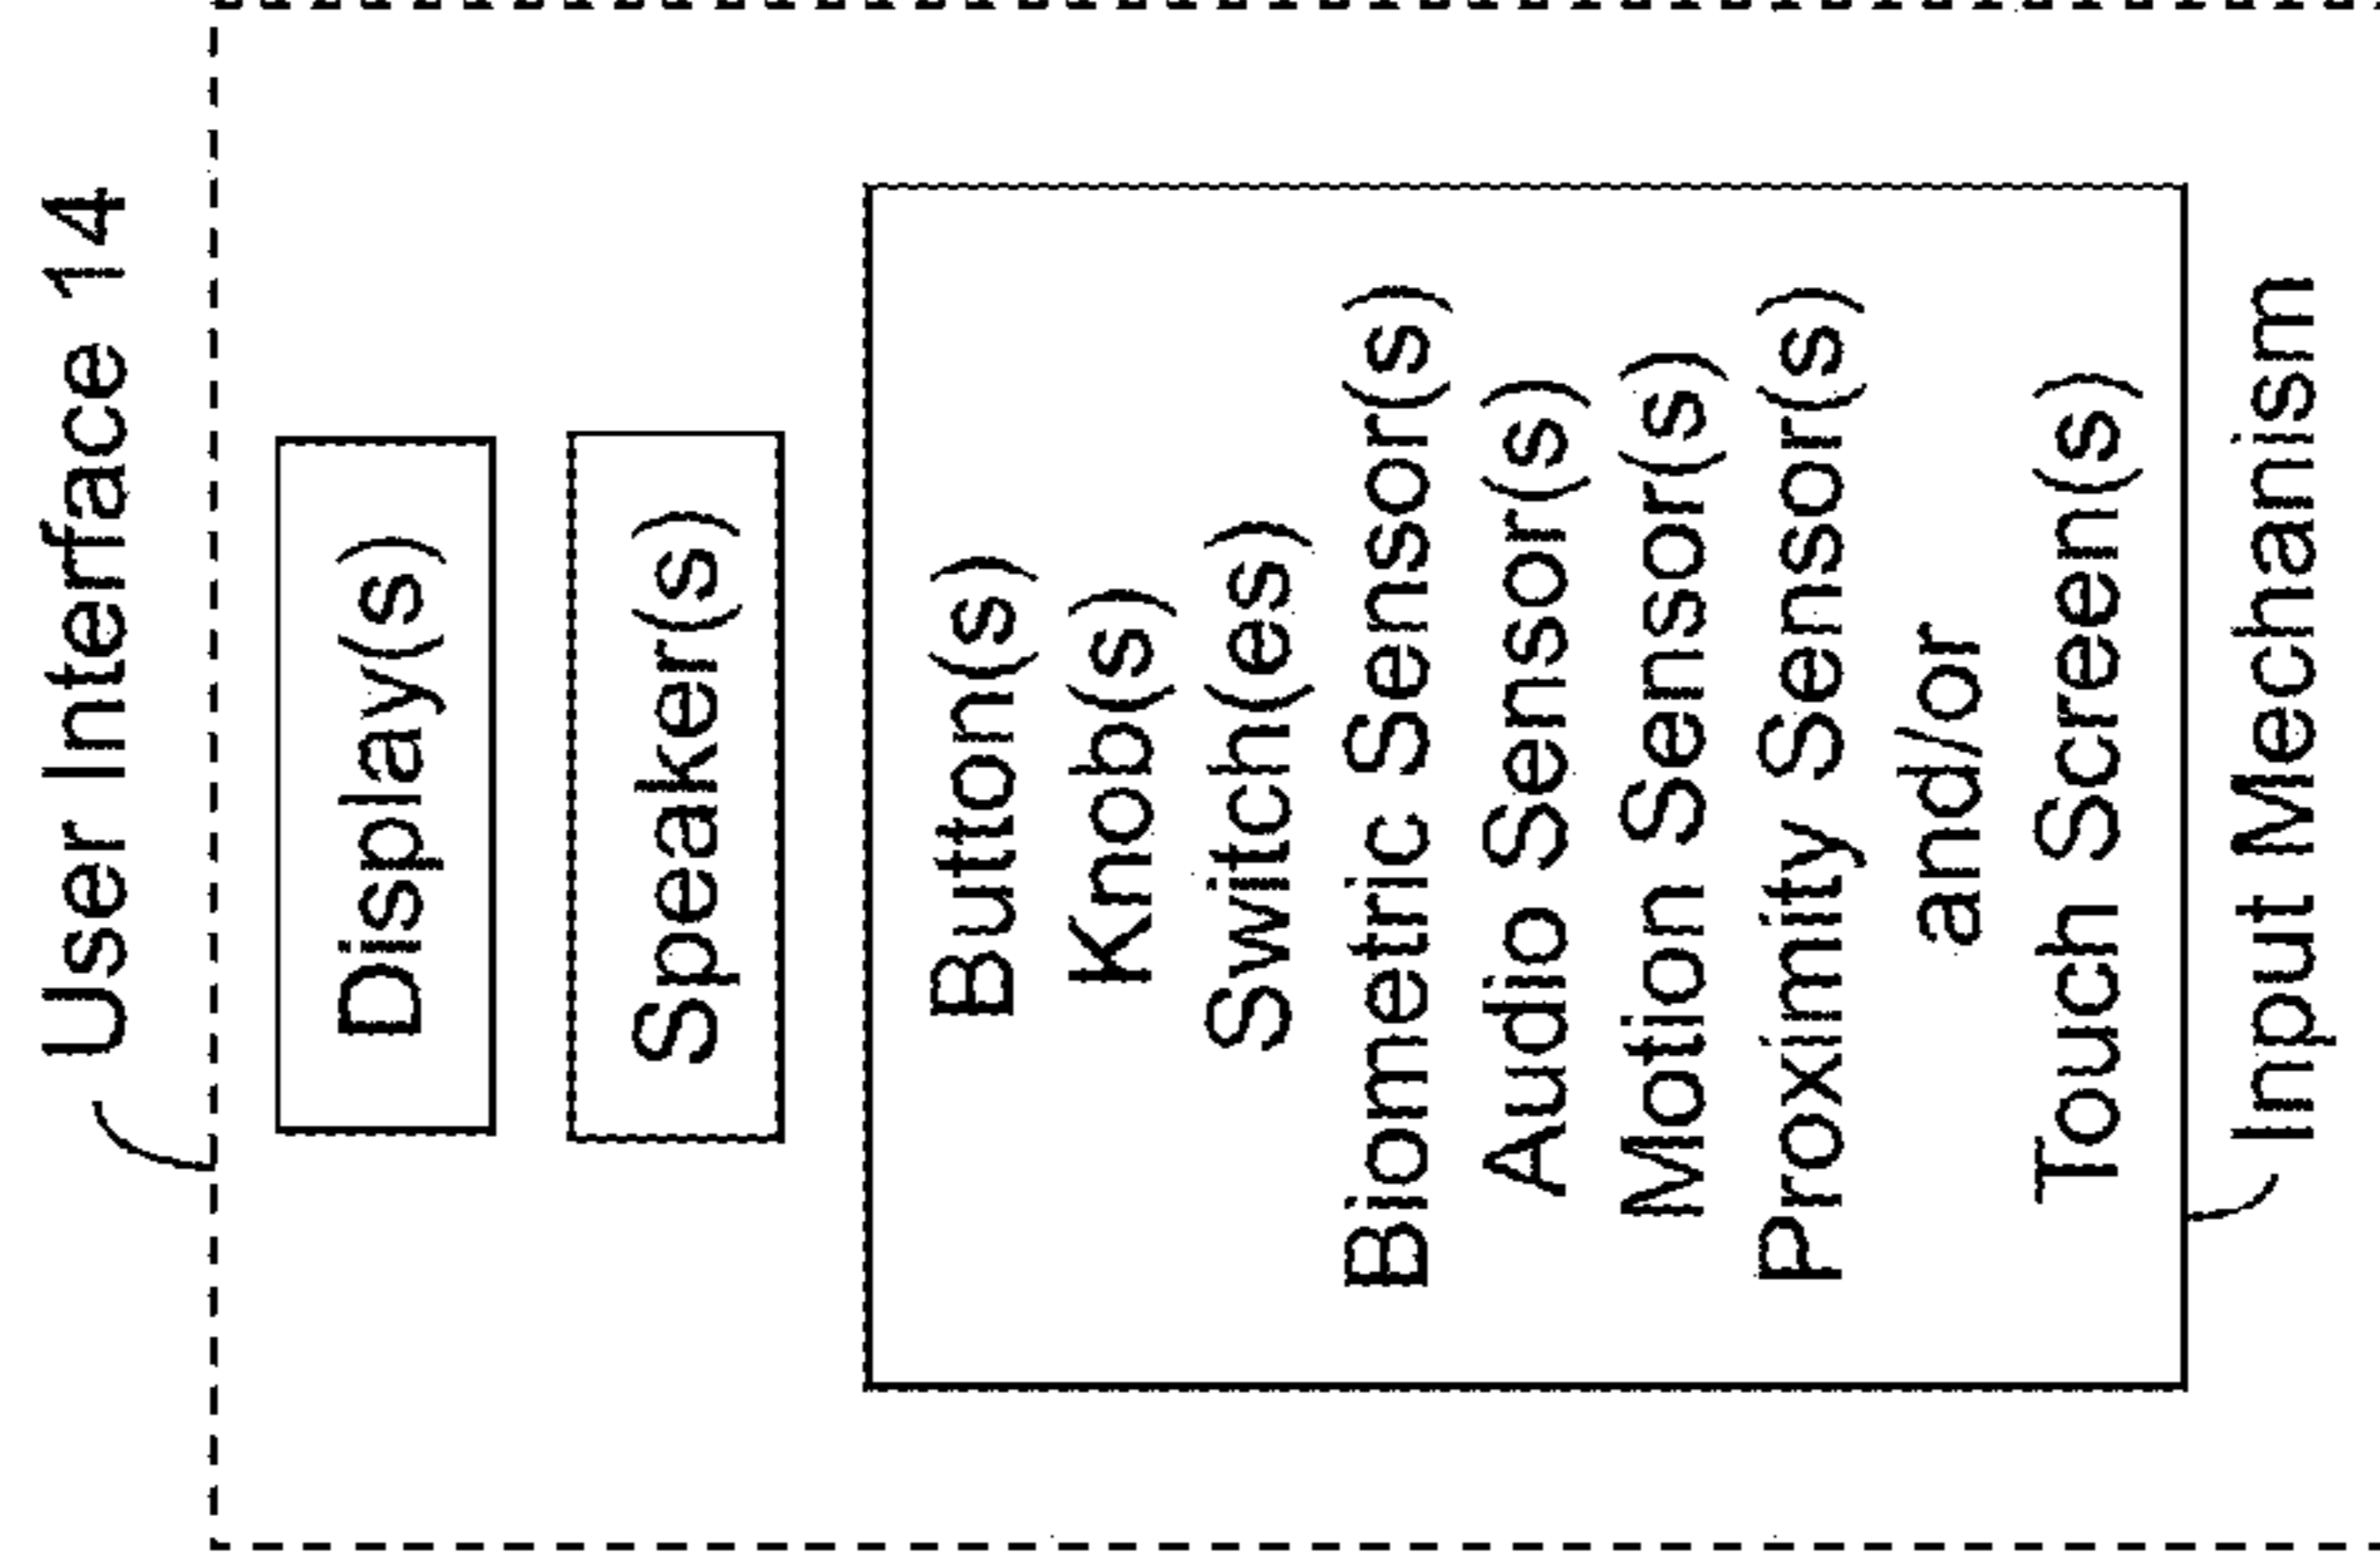 User Interface 14
Display(s)
Speaker(s)
Button(s)
Knob(s)
Switch(es)
Biometric Sensor(s)
Audio Sensor(s)
Motion Sensor(s)
Proximity Sensor(s)
and/or
Touch Screen(s)
Input Mechanism